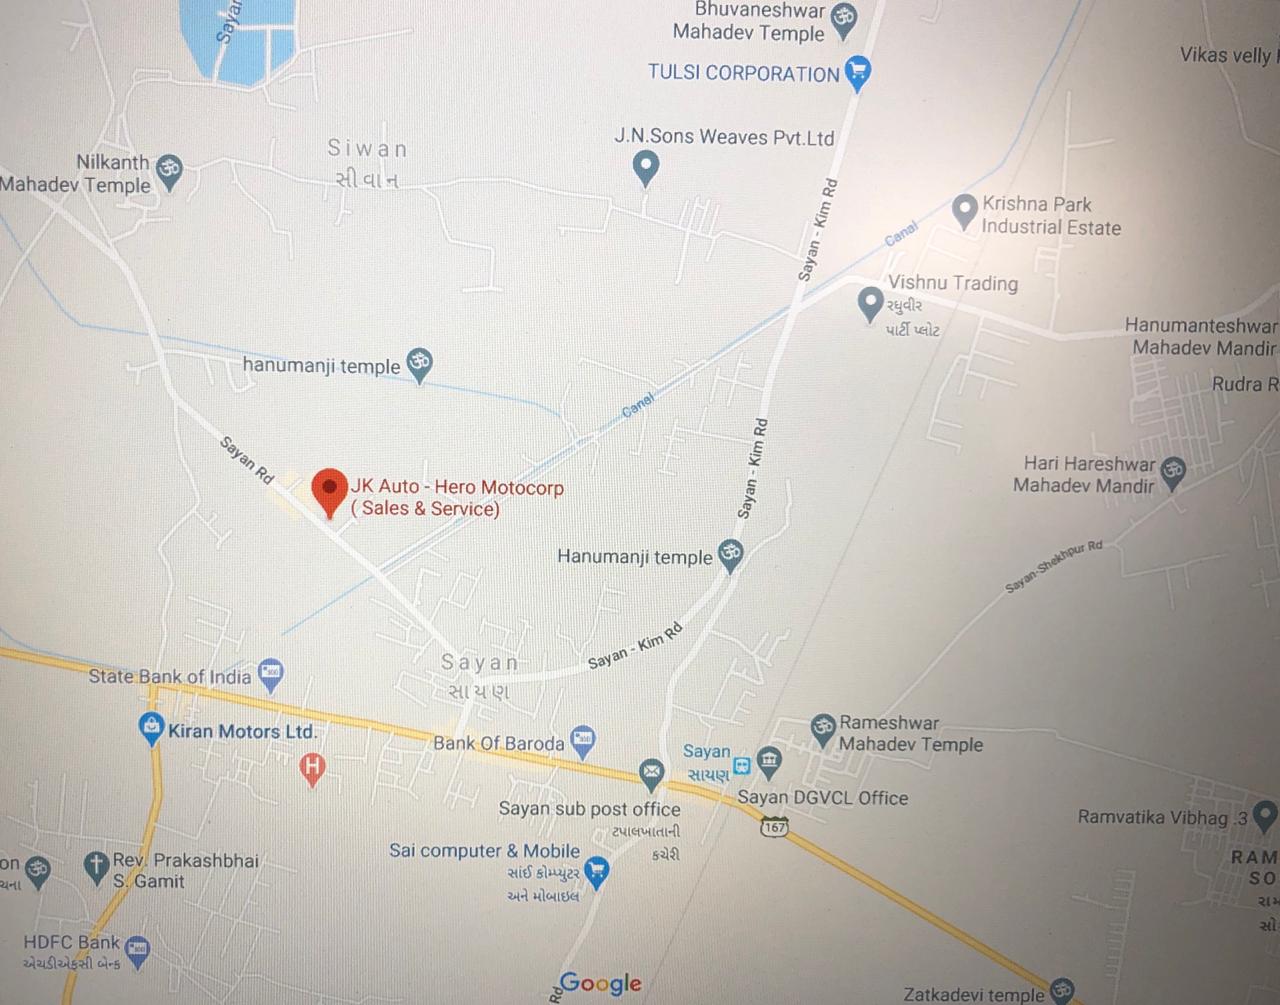 Sayan
Bhuvaneshwar
Mahadev Temple
TULSI CORPORATION
Vikas velly
J.N.Sons Weaves Pvt.Ltd
Siwan
સીવાન
Nilkanth
Mahadev Temple
Sayan - Kim Rd
Krishna Park
Industrial Estate
Canal
Vishnu Trading
રઘુવીર
પાર્ટી પ્લોટ
Hanumanteshwar
Mahadev Mandir
Rudra R
hanumanji temple
Canal
Sayan Rd
Sayan - Kim Rd
Hari Hareshwar
Mahadev Mandir
JK Auto - Hero Motocorp
( Sales & Service)
Hanumanji temple
Sayan-Shekhpur Rd
Sayan - Kim Rd
Sayan
સાયણ
State Bank of India
Kiran Motors Ltd.
H
Bank Of Baroda
Rameshwar
Mahadev Temple
Sayan
સાયણ
Sayan DGVCL Office
Sayan sub post office
ટપાલખાતાની
કચેરી
167
Ramvatika Vibhag .3
Sai computer & Mobile
સાંઈ કોમ્પ્યુટર
અને મોબાઇલ
RAM
SO
રામ
સો
on
Rev. Prakashbhai
S. Gamit
HDFC Bank
એચડીએફસી બેન્ક
Rd
Google
Zatkadevi temple